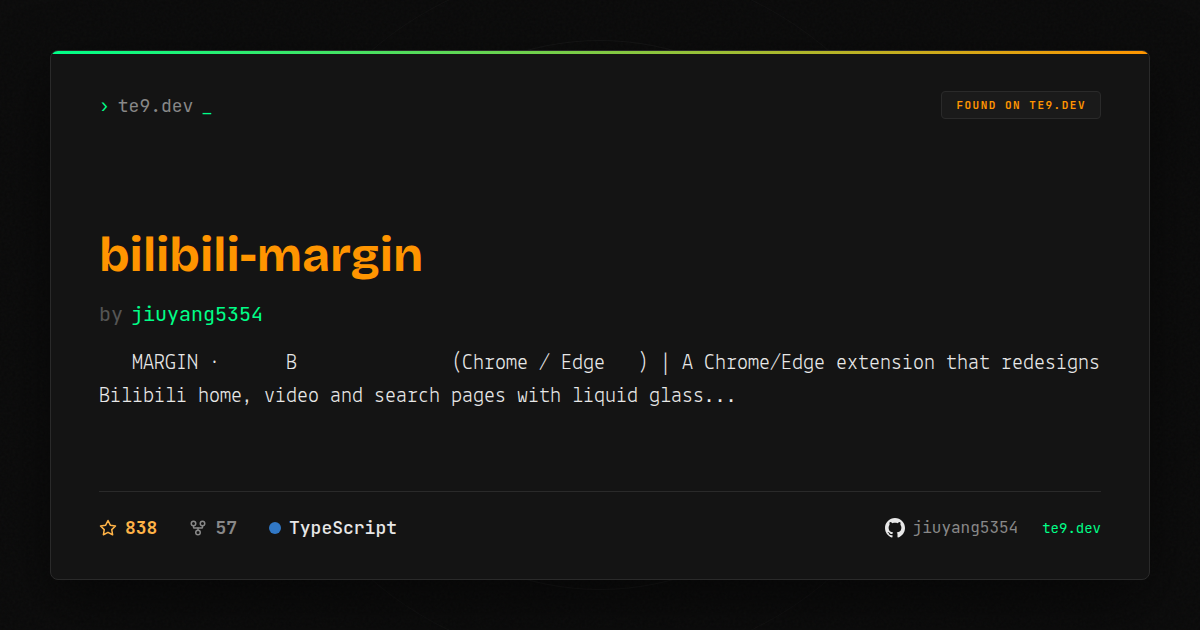 › te9.dev _
FOUND ON TE9.DEV
bilibili-margin
by jiuyang5354
MARGIN · B (Chrome / Edge ) | A Chrome/Edge extension that redesigns
Bilibili home, video and search pages with liquid glass...
838 57 TypeScript
jiuyang5354 te9.dev